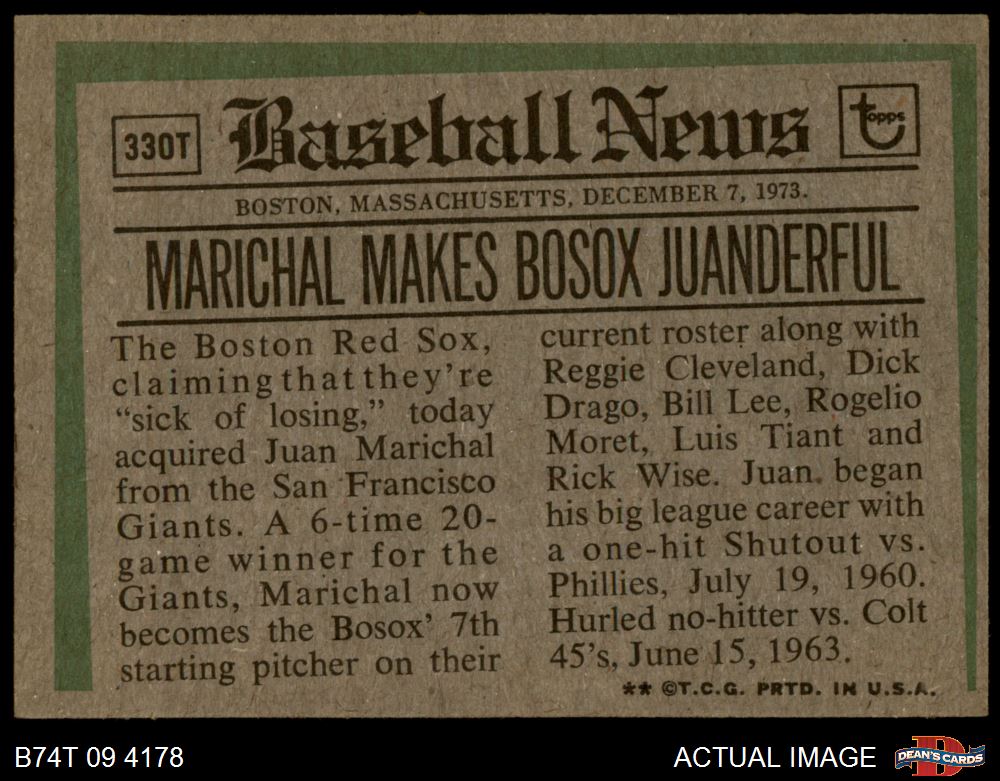 330T
Baseball News
topps
BOSTON, MASSACHUSETTS, DECEMBER 7, 1973.
MARICHAL MAKES BOSOX JUANDERFUL
The Boston Red Sox,
claiming that they're
"sick of losing," today
acquired Juan Marichal
from the San Francisco
Giants. A 6-time 20-
game winner for the
Giants, Marichal now
becomes the Bosox' 7th
starting pitcher on their
current roster along with
Reggie Cleveland, Dick
Drago, Bill Lee, Rogelio
Moret, Luis Tiant and
Rick Wise. Juan began
his big league career with
a one-hit Shutout vs.
Phillies, July 19, 1960.
Hurled no-hitter vs. Colt
45's, June 15, 1963.
** ©T.C.G. PRTD. IN U.S.A.
B74T 09 4178
ACTUAL IMAGE
D
DEAN'S CARDS